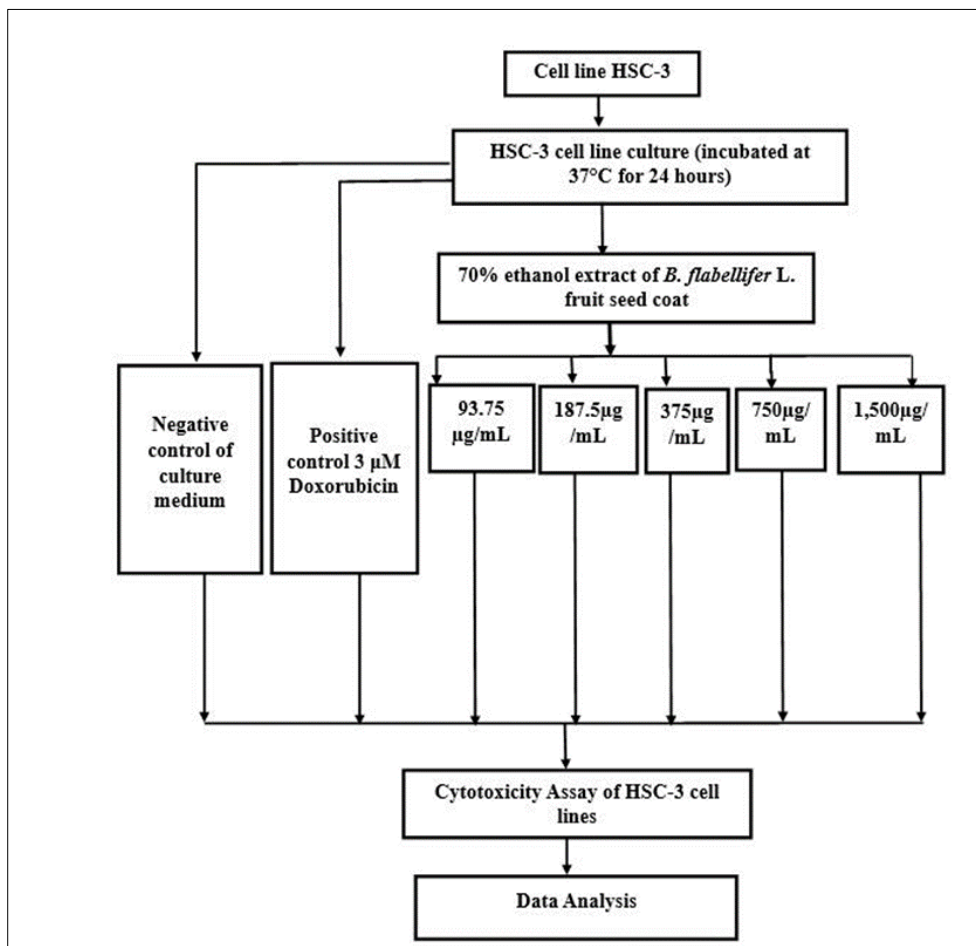 Cell line HSC-3
HSC-3 cell line culture (incubated at
37°C for 24 hours)
70% ethanol extract of B. flabellifer L.
fruit seed coat
Negative
control of
culture
medium
Positive
control 3 μM
Doxorubicin
93.75
μg/mL
187.5μg
/mL
375μg
/mL
750μg/
mL
1,500μg/
mL
Cytotoxicity Assay of HSC-3 cell
lines
Data Analysis